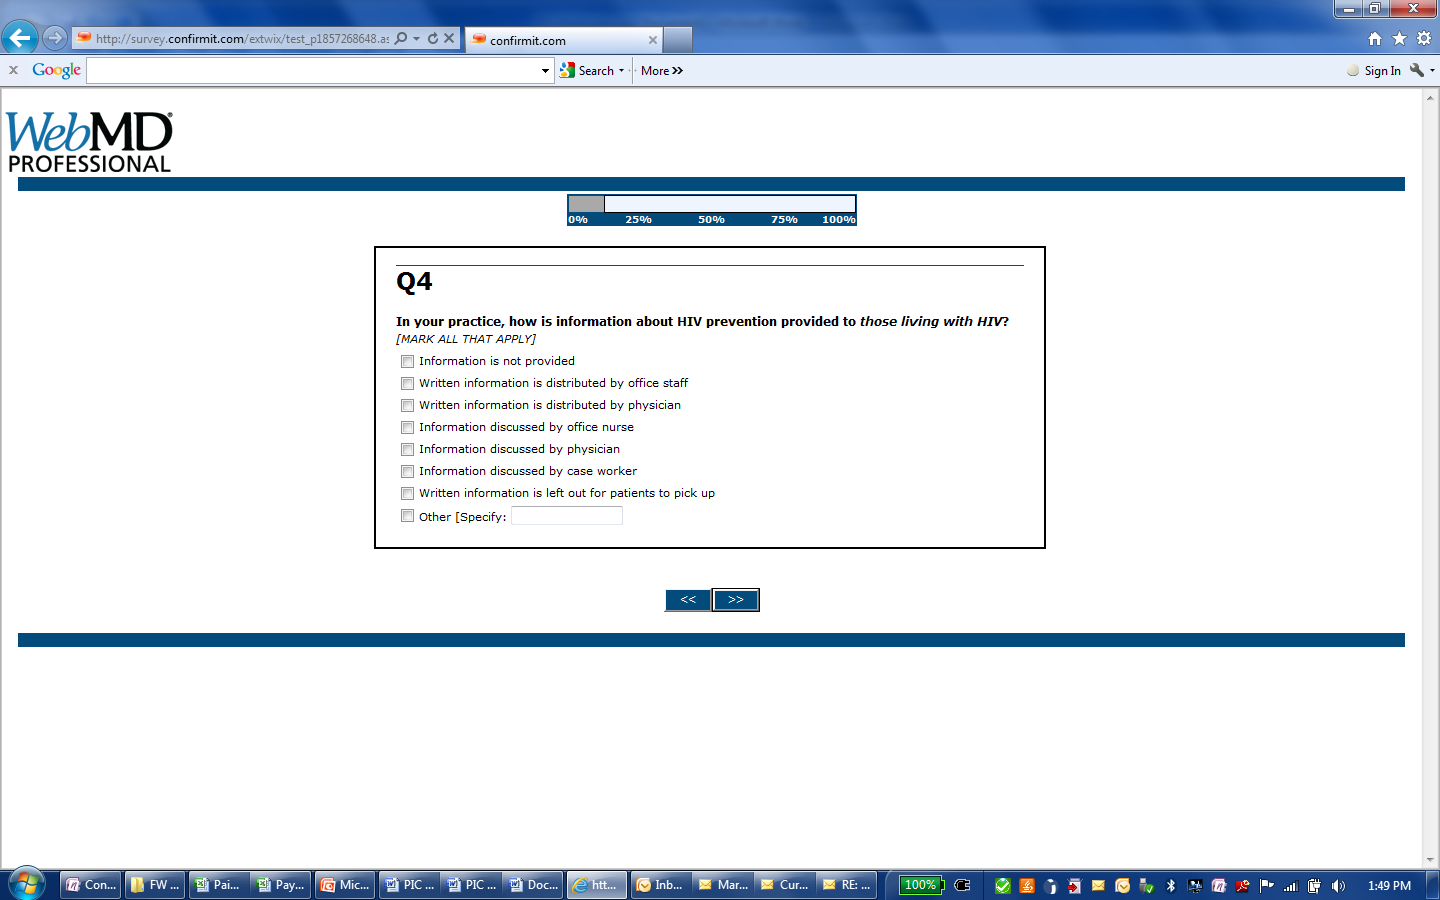 http://survey.confirmit.com/extwix/test_p1857268648.as
confirmit.com
x Google
Search
More
Sign In
WebMD®
PROFESSIONAL
0% 25% 50% 75% 100%
Q4
In your practice, how is information about HIV prevention provided to those living with HIV?
[MARK ALL THAT APPLY]
Information is not provided
Written information is distributed by office staff
Written information is distributed by physician
Information discussed by office nurse
Information discussed by physician
Information discussed by case worker
Written information is left out for patients to pick up
Other [Specify:
<< >>
Con... FW ... Pai... Pay... Mic... PIC ... PIC ... Doc... htt... Inb... Mar... Cur... RE: ... 100% 1:49 PM